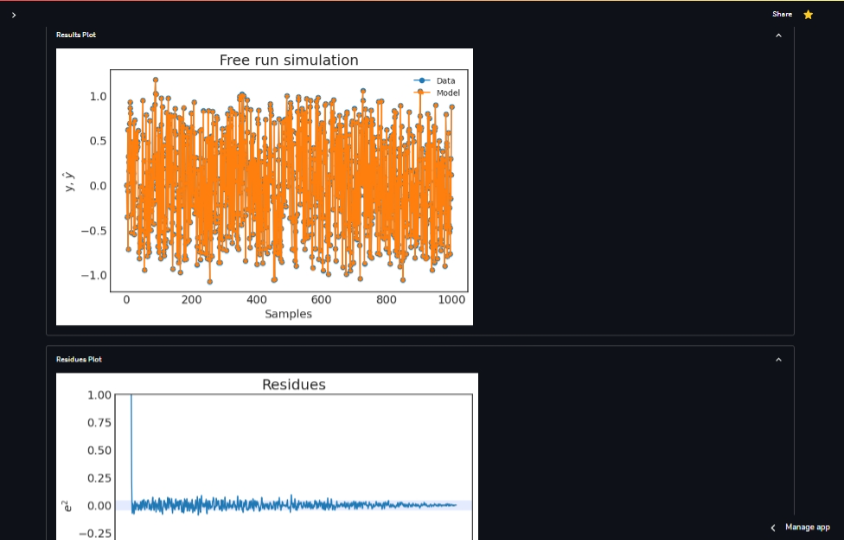 Share
Results Plot
Free run simulation
Data
Model
1.0
0.5
0.0
−0.5
−1.0
y, ŷ
0 200 400 600 800 1000
Samples
Residues Plot
Residues
1.00
0.75
0.50
0.25
0.00
−0.25
e²
Manage app